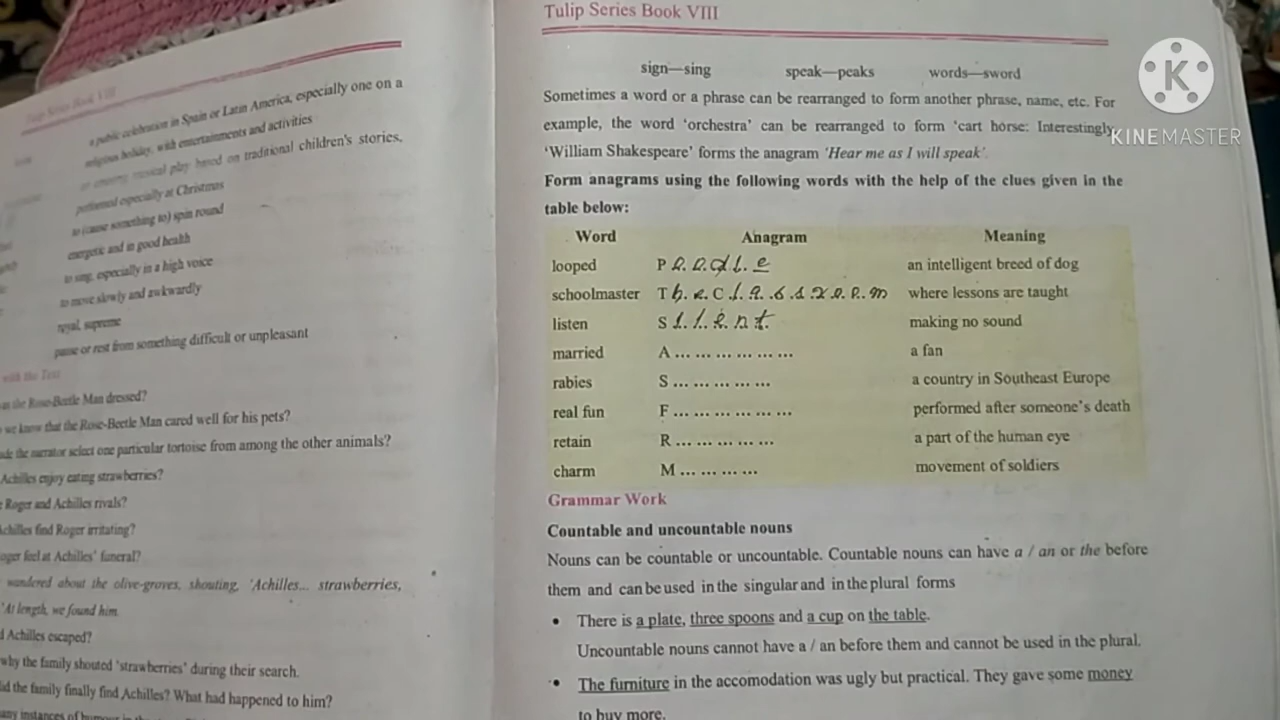 Tulip Series Book VIII
a public celebration in Spain or Latin America, especially one on a
religious holiday, with entertainments and activities
musical play based on traditional children's stories,
performed especially at Christmas
to (cause something to) spin round
energetic and in good health
to sing, especially in a high voice
to move slowly and awkwardly
royal, supreme
pause or rest from something difficult or unpleasant
with the Text
the Rose-Beetle Man dressed?
we know that the Rose-Beetle Man cared well for his pets?
the narrator select one particular tortoise from among the other animals?
Achilles enjoy eating strawberries?
Roger and Achilles rivals?
Achilles find Roger irritating?
feel at Achilles' funeral?
wandered about the olive-groves, shouting, 'Achilles... strawberries,
'At length, we found him.
Achilles escaped?
why the family shouted 'strawberries' during their search.
the family finally find Achilles? What had happened to him?
instances of
Tulip Series Book VIII
sign—sing speak—peaks words—sword
Sometimes a word or a phrase can be rearranged to form another phrase, name, etc. For
example, the word 'orchestra' can be rearranged to form 'cart horse. Interestingly
'William Shakespeare' forms the anagram 'Hear me as I will speak'.
Form anagrams using the following words with the help of the clues given in the
table below:
Word Anagram Meaning
looped P o o d l e an intelligent breed of dog
schoolmaster T h e C l a s s r o o m where lessons are taught
listen S i l e n t making no sound
married A ... ... ... ... ... ... a fan
rabies S ... ... ... ... ... a country in Southeast Europe
real fun F ... ... ... ... ... ... performed after someone's death
retain R ... ... ... ... ... a part of the human eye
charm M ... ... ... ... movement of soldiers
Grammar Work
Countable and uncountable nouns
Nouns can be countable or uncountable. Countable nouns can have a / an or the before
them and can be used in the singular and in the plural forms
• There is a plate, three spoons and a cup on the table.
Uncountable nouns cannot have a / an before them and cannot be used in the plural.
• The furniture in the accomodation was ugly but practical. They gave some money
to buy more.
K
KINEMASTER